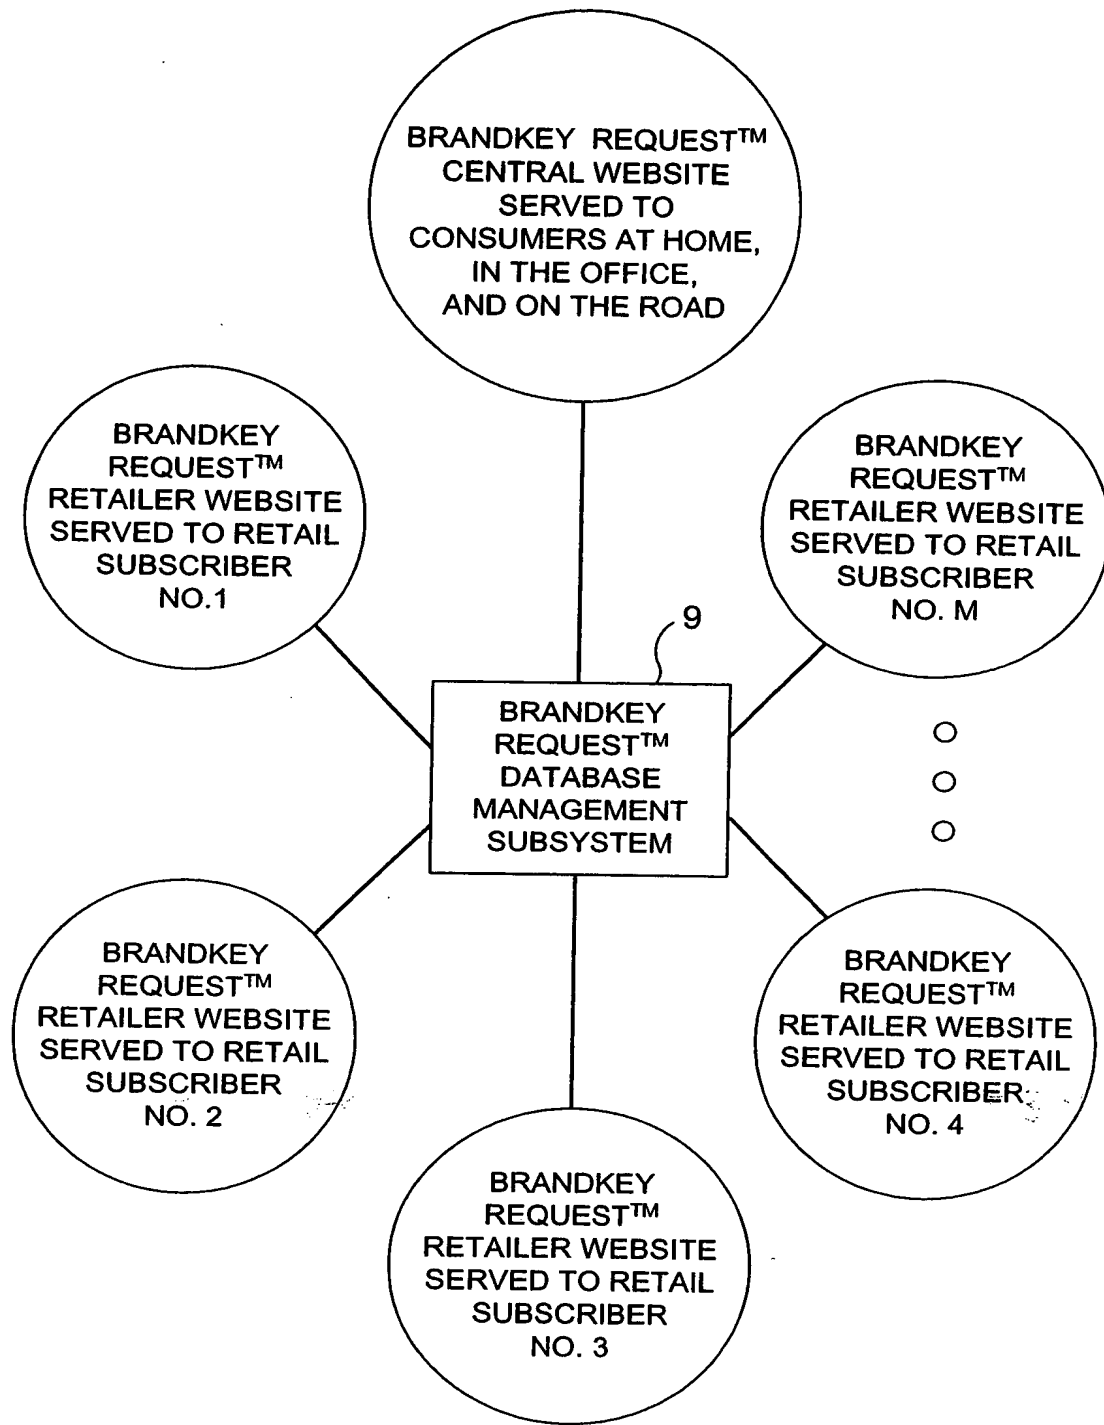 BRANDKEY REQUEST™
CENTRAL WEBSITE
SERVED TO
CONSUMERS AT HOME,
IN THE OFFICE,
AND ON THE ROAD
BRANDKEY
REQUEST™
RETAILER WEBSITE
SERVED TO RETAIL
SUBSCRIBER
NO.1
BRANDKEY
REQUEST™
RETAILER WEBSITE
SERVED TO RETAIL
SUBSCRIBER
NO. M
9
BRANDKEY
REQUEST™
DATABASE
MANAGEMENT
SUBSYSTEM
BRANDKEY
REQUEST™
RETAILER WEBSITE
SERVED TO RETAIL
SUBSCRIBER
NO. 2
BRANDKEY
REQUEST™
RETAILER WEBSITE
SERVED TO RETAIL
SUBSCRIBER
NO. 4
BRANDKEY
REQUEST™
RETAILER WEBSITE
SERVED TO RETAIL
SUBSCRIBER
NO. 3